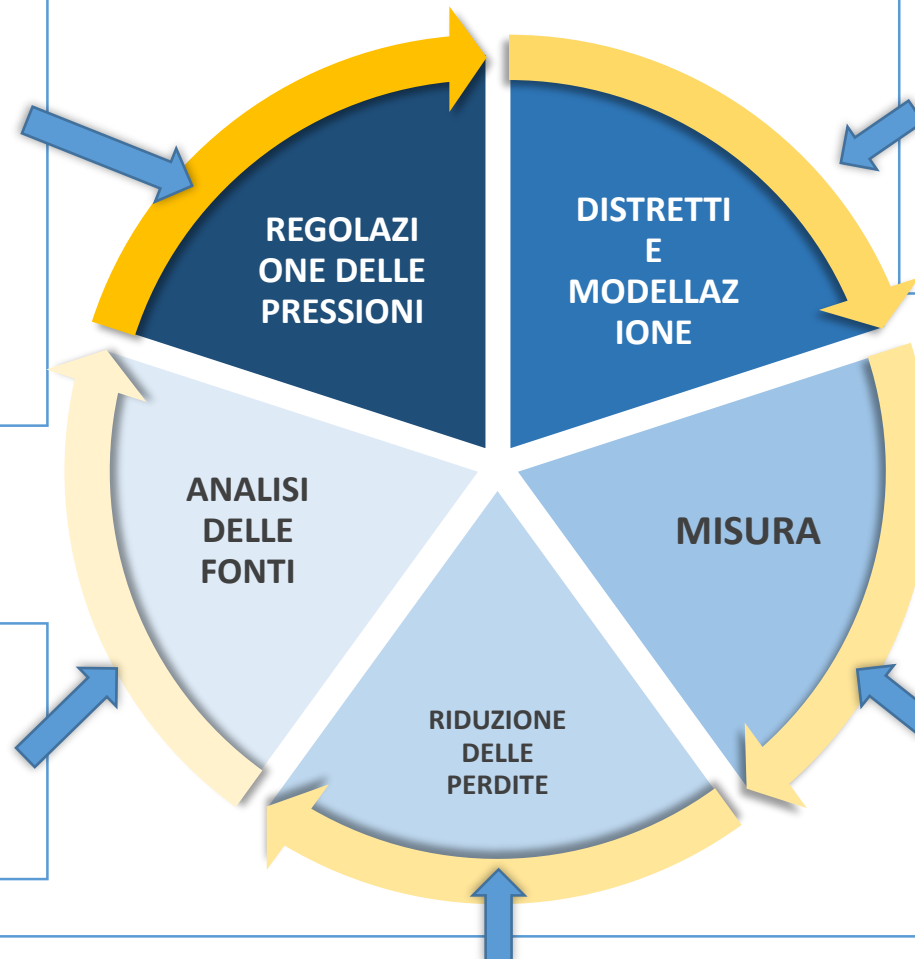 REGOLAZI
ONE DELLE
PRESSIONI
DISTRETTI
E
MODELLAZ
IONE
MISURA
RIDUZIONE
DELLE
PERDITE
ANALISI
DELLE
FONTI